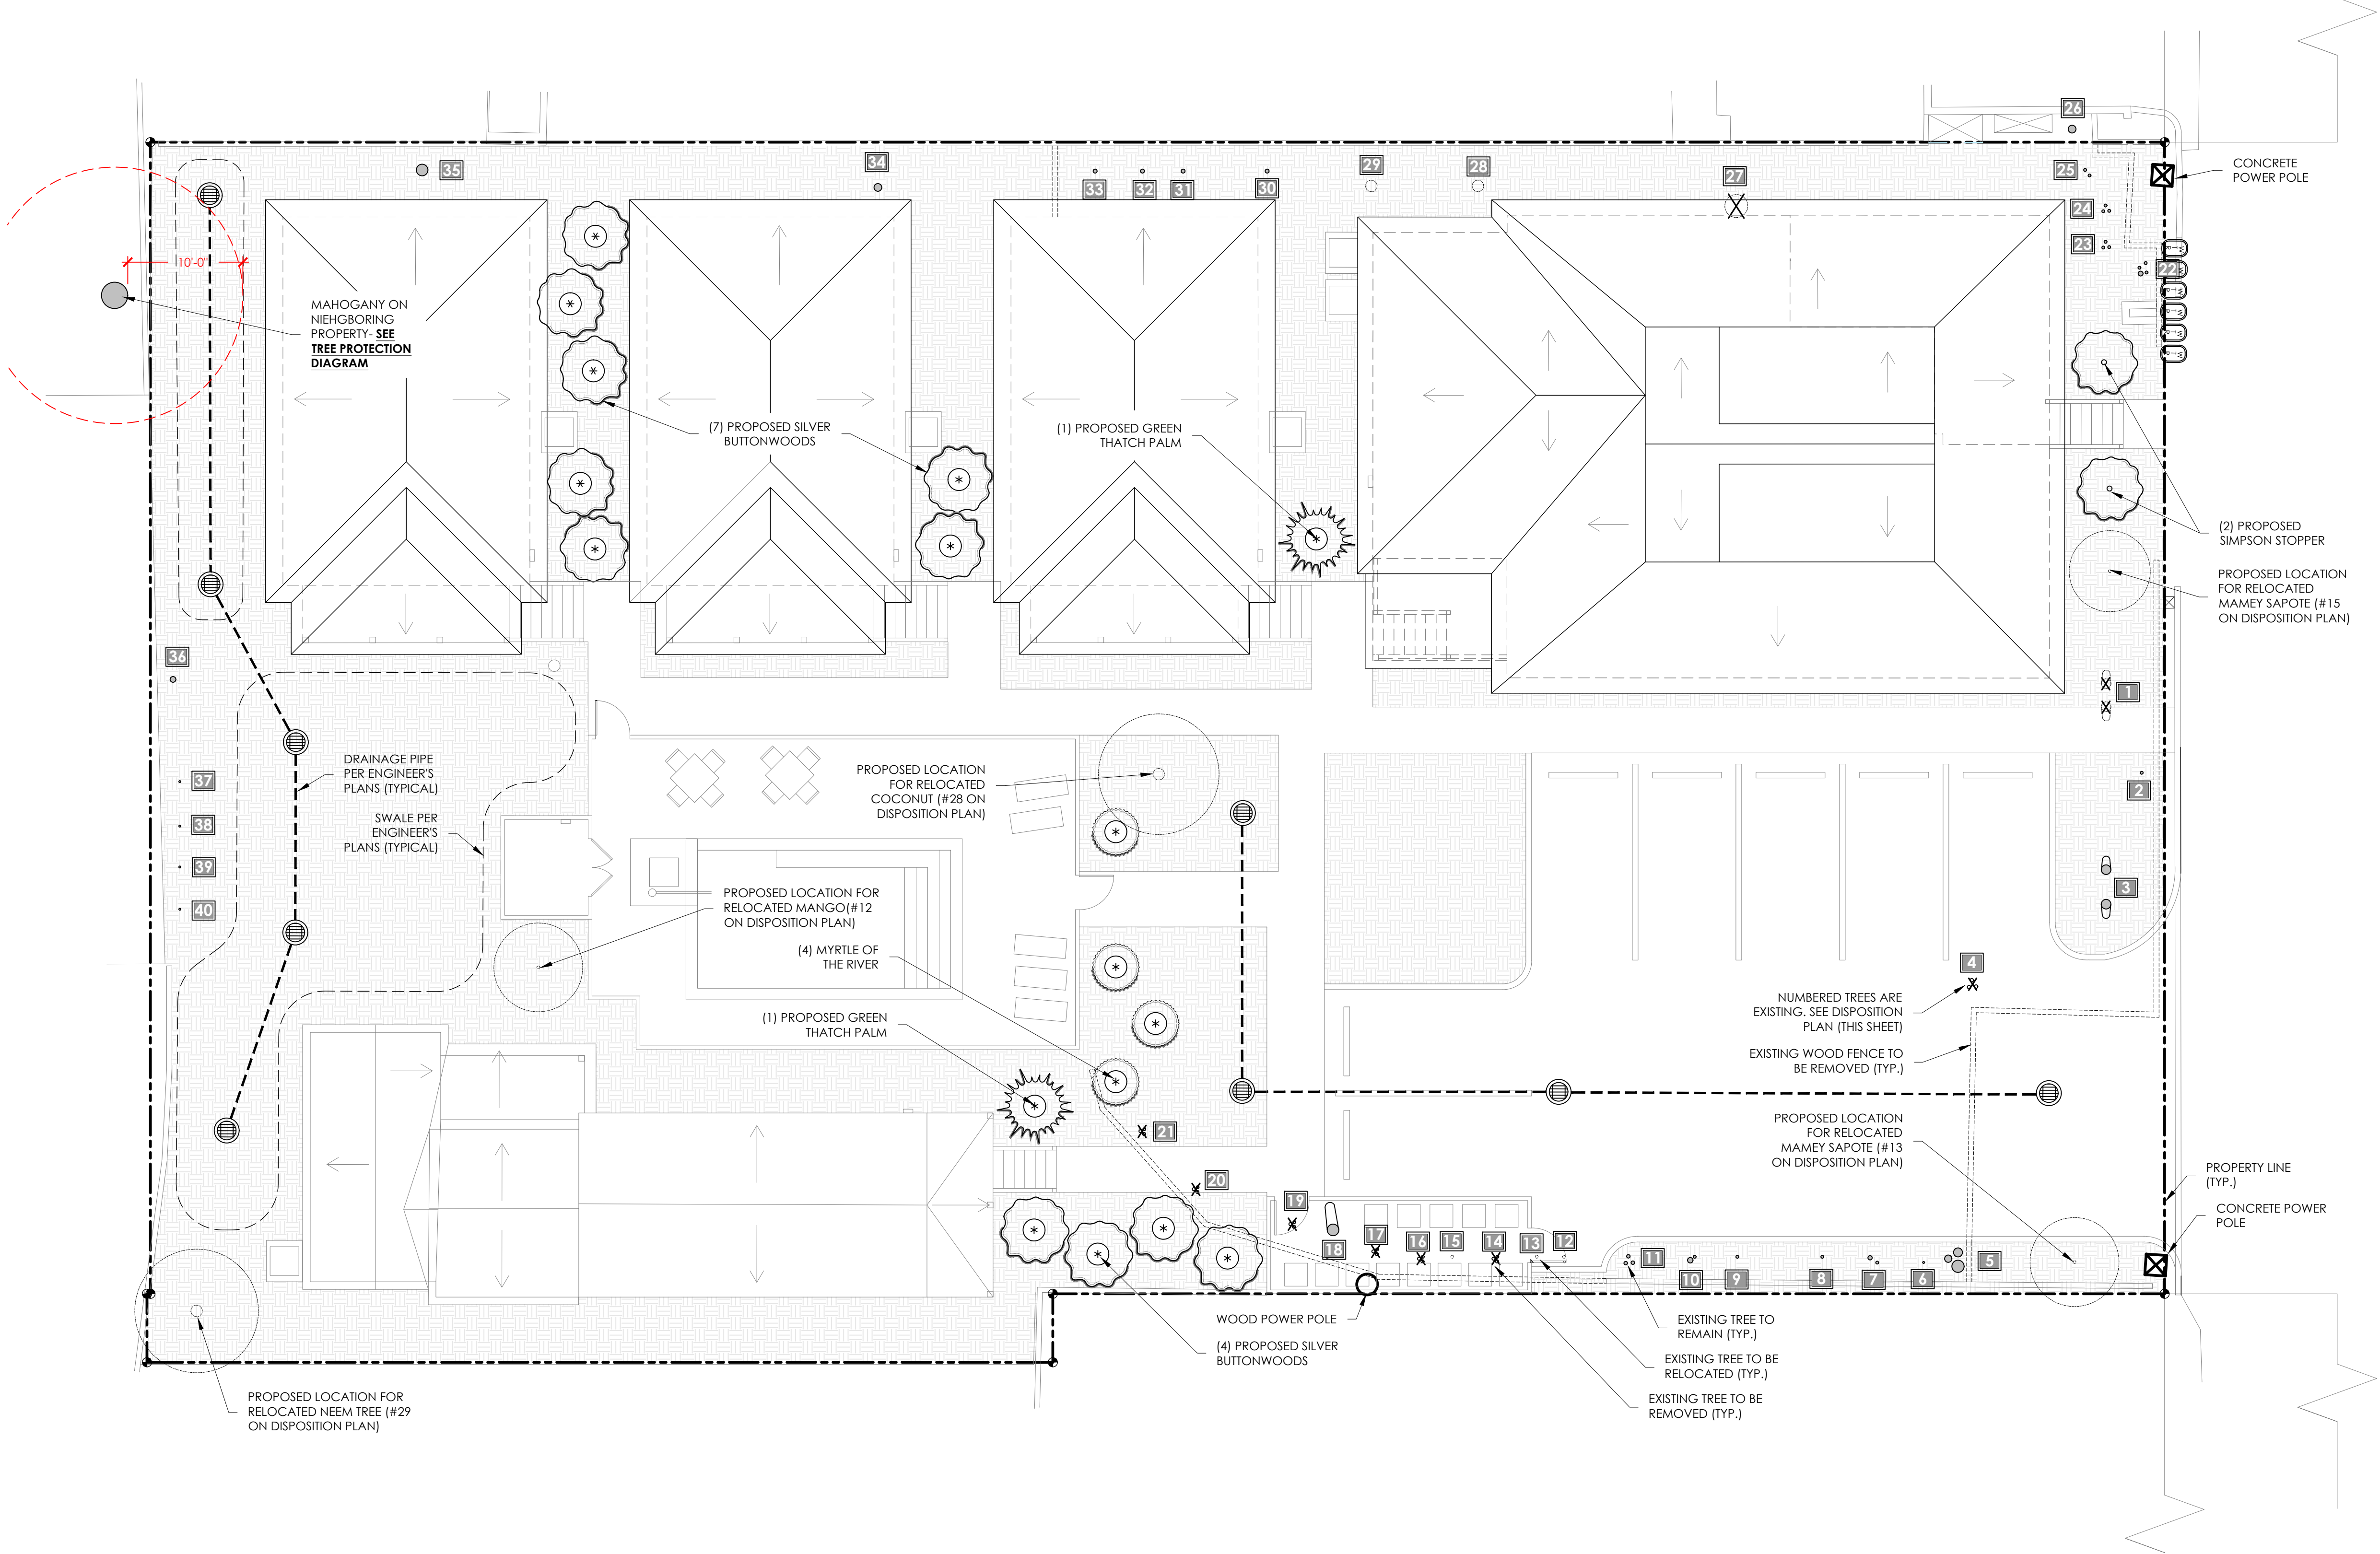 26
35
34
33
32
31
30
29
28
27
25
24
23
22
CONCRETE
POWER POLE
10'-0"
MAHOGANY ON
NIEHGBORING
PROPERTY- SEE
TREE PROTECTION
DIAGRAM
(7) PROPOSED SILVER
BUTTONWOODS
(1) PROPOSED GREEN
THATCH PALM
(2) PROPOSED
SIMPSON STOPPER
PROPOSED LOCATION
FOR RELOCATED
MAMEY SAPOTE (#15
ON DISPOSITION PLAN)
36
1
37
38
39
40
DRAINAGE PIPE
PER ENGINEER'S
PLANS (TYPICAL)
SWALE PER
ENGINEER'S
PLANS (TYPICAL)
PROPOSED LOCATION
FOR RELOCATED
COCONUT (#28 ON
DISPOSITION PLAN)
2
3
PROPOSED LOCATION FOR
RELOCATED MANGO(#12
ON DISPOSITION PLAN)
(4) MYRTLE OF
THE RIVER
(1) PROPOSED GREEN
THATCH PALM
4
NUMBERED TREES ARE
EXISTING. SEE DISPOSITION
PLAN (THIS SHEET)
EXISTING WOOD FENCE TO
BE REMOVED (TYP.)
PROPOSED LOCATION
FOR RELOCATED
MAMEY SAPOTE (#13
ON DISPOSITION PLAN)
PROPERTY LINE
(TYP.)
CONCRETE POWER
POLE
21
20
19
18
17
16
15
14
13
12
11
10
9
8
7
6
5
WOOD POWER POLE
(4) PROPOSED SILVER
BUTTONWOODS
EXISTING TREE TO
REMAIN (TYP.)
EXISTING TREE TO BE
RELOCATED (TYP.)
EXISTING TREE TO BE
REMOVED (TYP.)
PROPOSED LOCATION FOR
RELOCATED NEEM TREE (#29
ON DISPOSITION PLAN)